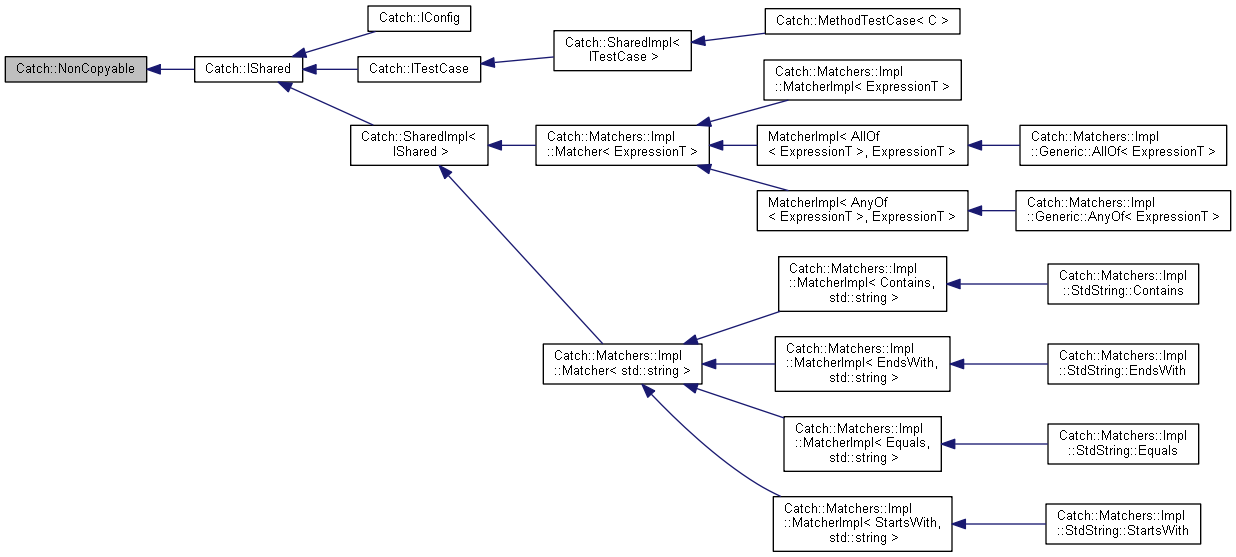 Catch::NonCopyable
Catch::IShared
Catch::IConfig
Catch::ITestCase
Catch::SharedImpl<
ITestCase >
Catch::MethodTestCase< C >
Catch::SharedImpl<
IShared >
Catch::Matchers::Impl
::Matcher< ExpressionT >
Catch::Matchers::Impl
::MatcherImpl< ExpressionT >
MatcherImpl< AllOf
< ExpressionT >, ExpressionT >
Catch::Matchers::Impl
::Generic::AllOf< ExpressionT >
MatcherImpl< AnyOf
< ExpressionT >, ExpressionT >
Catch::Matchers::Impl
::Generic::AnyOf< ExpressionT >
Catch::Matchers::Impl
::Matcher< std::string >
Catch::Matchers::Impl
::MatcherImpl< Contains,
std::string >
Catch::Matchers::Impl
::StdString::Contains
Catch::Matchers::Impl
::MatcherImpl< EndsWith,
std::string >
Catch::Matchers::Impl
::StdString::EndsWith
Catch::Matchers::Impl
::MatcherImpl< Equals,
std::string >
Catch::Matchers::Impl
::StdString::Equals
Catch::Matchers::Impl
::MatcherImpl< StartsWith,
std::string >
Catch::Matchers::Impl
::StdString::StartsWith